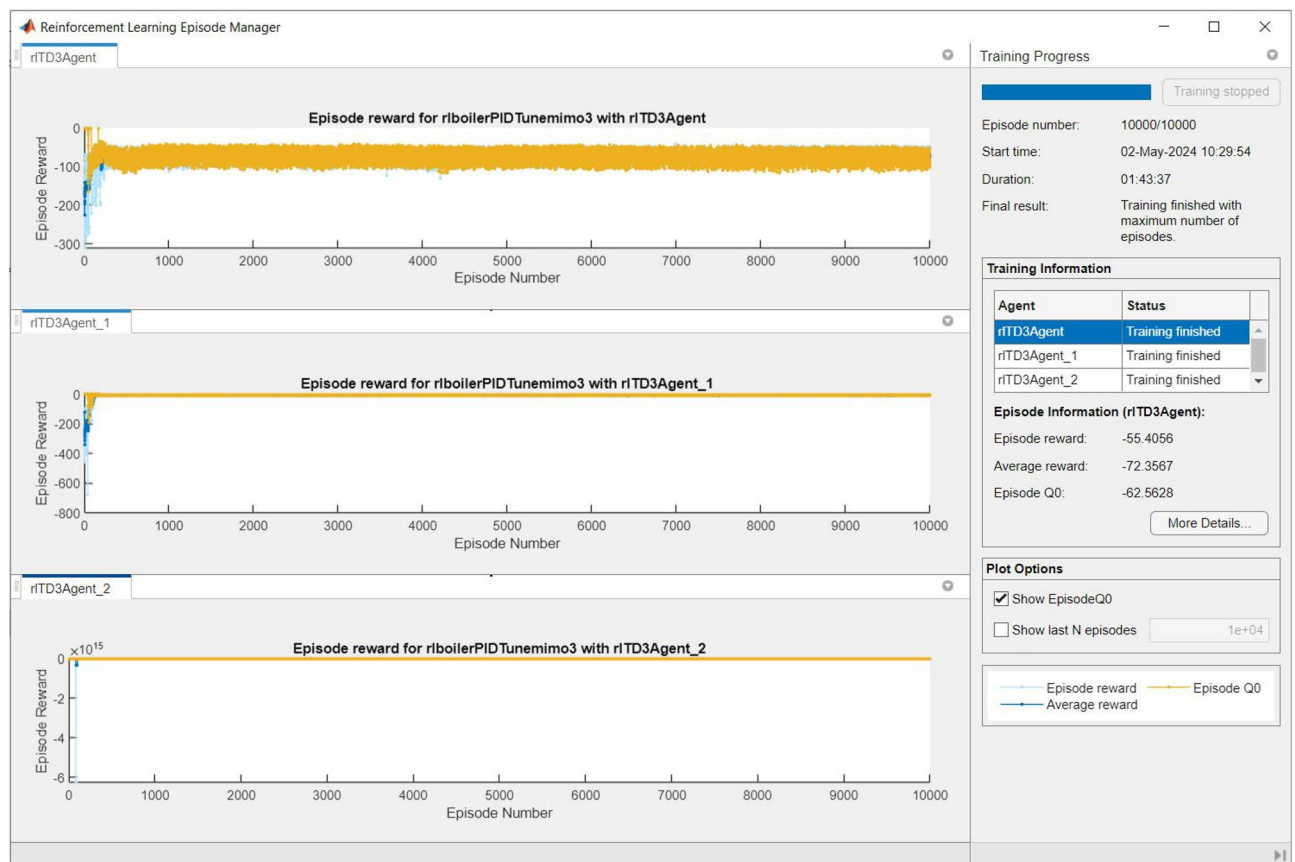 Reinforcement Learning Episode Manager
rlTD3Agent
Episode reward for rlboilerPIDTunemimo3 with rlTD3Agent
Episode Reward
0
-100
-200
-300
0 1000 2000 3000 4000 5000 6000 7000 8000 9000 10000
Episode Number
rlTD3Agent_1
Episode reward for rlboilerPIDTunemimo3 with rlTD3Agent_1
Episode Reward
0
-200
-400
-600
-800
0 1000 2000 3000 4000 5000 6000 7000 8000 9000 10000
Episode Number
rlTD3Agent_2
×10^15
Episode reward for rlboilerPIDTunemimo3 with rlTD3Agent_2
Episode Reward
0
-2
-4
-6
0 1000 2000 3000 4000 5000 6000 7000 8000 9000 10000
Episode Number
Training Progress
Training stopped
Episode number: 10000/10000
Start time: 02-May-2024 10:29:54
Duration: 01:43:37
Final result: Training finished with
maximum number of
episodes.
Training Information
Agent Status
rlTD3Agent Training finished
rlTD3Agent_1 Training finished
rlTD3Agent_2 Training finished
Episode Information (rlTD3Agent):
Episode reward: -55.4056
Average reward: -72.3567
Episode Q0: -62.5628
More Details...
Plot Options
Show EpisodeQ0
Show last N episodes 1e+04
Episode reward Episode Q0
Average reward